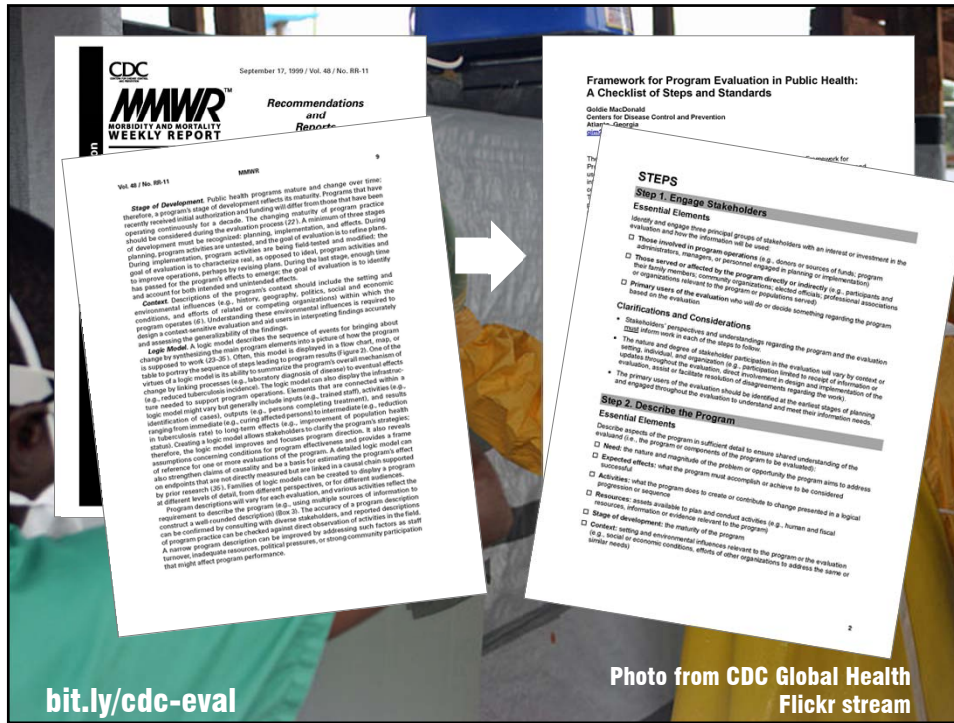 CDC
September 17, 1999 / Vol. 48 / No. RR-11
MMWR™
MORBIDITY AND MORTALITY
WEEKLY REPORT
Recommendations
and
Reports
Vol. 48 / No. RR-11
MMWR
9
Stage of Development. Public health programs mature and change over time;
therefore, a program's stage of development reflects its maturity. Programs that have
recently received initial authorization and funding will differ from those that have been
operating continuously for a decade. The changing maturity of program practice
should be considered during the evaluation process (22). A minimum of three stages
of development must be recognized: planning, implementation, and effects. During
planning, program activities are untested, and the goal of evaluation is to refine plans.
During implementation, program activities are being field-tested and modified; the
goal of evaluation is to characterize real, as opposed to ideal, program activities and
to improve operations, perhaps by revising plans. During the last stage, enough time
has passed for the program's effects to emerge; the goal of evaluation is to identify
and account for both intended and unintended effects.
Context. Descriptions of the program's context should include the setting and
environmental influences (e.g., history, geography, politics, social and economic
conditions, and efforts of related or competing organizations) within which the
program operates (6). Understanding these environmental influences is required to
design a context-sensitive evaluation and aid users in interpreting findings accurately
and assessing the generalizability of the findings.
Logic Model. A logic model describes the sequence of events for bringing about
change by synthesizing the main program elements into a picture of how the program
is supposed to work (23–35). Often, this model is displayed in a flow chart, map, or
table to portray the sequence of steps leading to program results (Figure 2). One of the
virtues of a logic model is its ability to summarize the program's overall mechanism of
change by linking processes (e.g., laboratory diagnosis of disease) to eventual effects
(e.g., reduced tuberculosis incidence). The logic model can also display the infrastruc-
ture needed to support program operations. Elements that are connected within a
logic model might vary but generally include inputs (e.g., trained staff), activities (e.g.,
identification of cases), outputs (e.g., persons completing treatment), and results
ranging from immediate (e.g., curing affected persons) to intermediate (e.g., reduction
in tuberculosis rate) to long-term effects (e.g., improvement of population health
status). Creating a logic model allows stakeholders to clarify the program's strategies;
therefore, the logic model improves and focuses program direction. It also reveals
assumptions concerning conditions for program effectiveness and provides a frame
of reference for one or more evaluations of the program. A detailed logic model can
also strengthen claims of causality and be a basis for estimating the program's effect
on endpoints that are not directly measured but are linked in a causal chain supported
by prior research (35). Families of logic models can be created to display a program
at different levels of detail, from different perspectives, or for different audiences.
Program descriptions will vary for each evaluation, and various activities reflect the
requirement to describe the program (e.g., using multiple sources of information to
construct a well-rounded description) (Box 3). The accuracy of a program description
can be confirmed by consulting with diverse stakeholders, and reported descriptions
of program practice can be checked against direct observation of activities in the field.
A narrow program description can be improved by addressing such factors as staff
turnover, inadequate resources, political pressures, or strong community participation
that might affect program performance.
Framework for Program Evaluation in Public Health:
A Checklist of Steps and Standards
Goldie MacDonald
Centers for Disease Control and Prevention
Atlanta, Georgia
STEPS
Step 1. Engage Stakeholders
Essential Elements
Identify and engage three principal groups of stakeholders with an interest or investment in the
evaluation and how the information will be used:
☐ Those involved in program operations (e.g., donors or sources of funds; program
administrators, managers, or personnel engaged in planning or implementation)
☐ Those served or affected by the program directly or indirectly (e.g., participants and
their family members; community organizations; elected officials; professional associations
or organizations relevant to the program or populations served)
☐ Primary users of the evaluation who will do or decide something regarding the program
based on the evaluation
Clarifications and Considerations
• Stakeholders' perspectives and understandings regarding the program and the evaluation
must inform work in each of the steps to follow.
• The nature and degree of stakeholder participation in the evaluation will vary by context or
setting, individual, and organization (e.g., participation limited to receipt of information or
updates throughout the evaluation, direct involvement in design and implementation of the
evaluation, assist or facilitate resolution of disagreements regarding the work).
• The primary users of the evaluation should be identified at the earliest stages of planning
and engaged throughout the evaluation to understand and meet their information needs.
Step 2. Describe the Program
Essential Elements
Describe aspects of the program in sufficient detail to ensure shared understanding of the
evaluand (i.e., the program or components of the program to be evaluated):
☐ Need: the nature and magnitude of the problem or opportunity the program aims to address
☐ Expected effects: what the program must accomplish or achieve to be considered
successful
☐ Activities: what the program does to create or contribute to change presented in a logical
progression or sequence
☐ Resources: assets available to plan and conduct activities (e.g., human and fiscal
resources, information or evidence relevant to the program)
☐ Stage of development: the maturity of the program
☐ Context: setting and environmental influences relevant to the program or the evaluation
(e.g., social or economic conditions, efforts of other organizations to address the same or
similar needs)
2
bit.ly/cdc-eval
Photo from CDC Global Health
Flickr stream